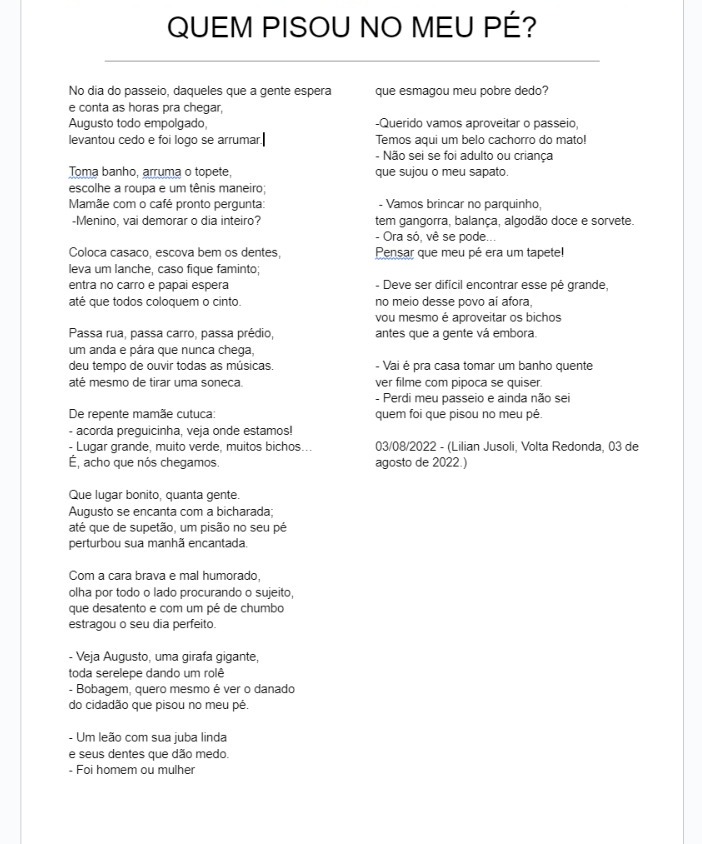 QUEM PISOU NO MEU PÉ?
No dia do passeio, daqueles que a gente espera
e conta as horas pra chegar,
Augusto todo empolgado,
levantou cedo e foi logo se arrumar.
Toma banho, arruma o topete,
escolhe a roupa e um tênis maneiro;
Mamãe com o café pronto pergunta:
-Menino, vai demorar o dia inteiro?
Coloca casaco, escova bem os dentes,
leva um lanche, caso fique faminto;
entra no carro e papai espera
até que todos coloquem o cinto.
Passa rua, passa carro, passa prédio,
um anda e pára que nunca chega,
deu tempo de ouvir todas as músicas.
até mesmo de tirar uma soneca.
De repente mamãe cutuca:
- acorda preguicinha, veja onde estamos!
- Lugar grande, muito verde, muitos bichos...
É, acho que nós chegamos.
Que lugar bonito, quanta gente.
Augusto se encanta com a bicharada;
até que de supetão, um pisão no seu pé
perturbou sua manhã encantada.
Com a cara brava e mal humorado,
olha por todo o lado procurando o sujeito,
que desatento e com um pé de chumbo
estragou o seu dia perfeito.
- Veja Augusto, uma girafa gigante,
toda serelepe dando um rolê
- Bobagem, quero mesmo é ver o danado
do cidadão que pisou no meu pé.
- Um leão com sua juba linda
e seus dentes que dão medo.
- Foi homem ou mulher
que esmagou meu pobre dedo?
-Querido vamos aproveitar o passeio,
Temos aqui um belo cachorro do mato!
- Não sei se foi adulto ou criança
que sujou o meu sapato.
- Vamos brincar no parquinho,
tem gangorra, balança, algodão doce e sorvete.
- Ora só, vê se pode...
Pensar que meu pé era um tapete!
- Deve ser difícil encontrar esse pé grande,
no meio desse povo aí afora,
vou mesmo é aproveitar os bichos
antes que a gente vá embora.
- Vai é pra casa tomar um banho quente
ver filme com pipoca se quiser.
- Perdi meu passeio e ainda não sei
quem foi que pisou no meu pé.
03/08/2022 - (Lilian Jusoli, Volta Redonda, 03 de
agosto de 2022.)